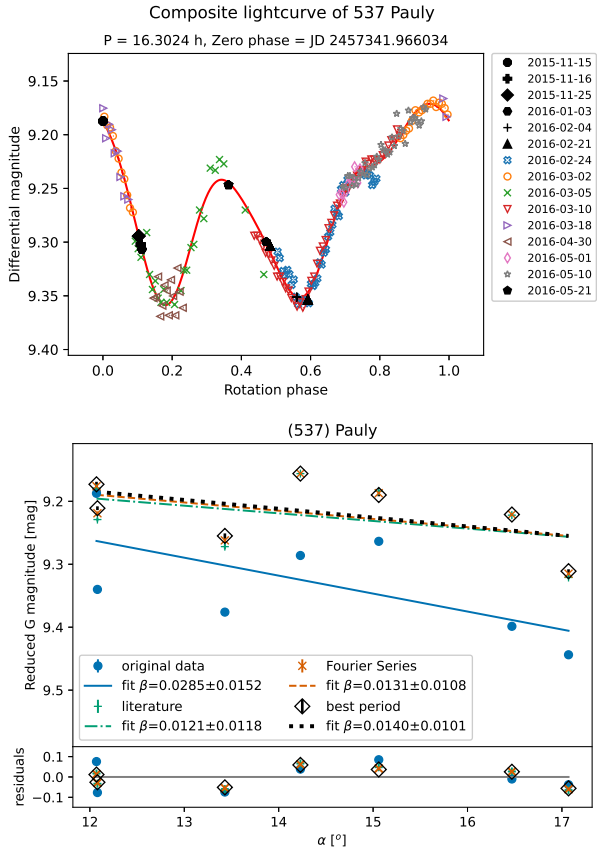 Composite lightcurve of 537 Pauly
P = 16.3024 h, Zero phase = JD 2457341.966034
Differential magnitude
9.15
9.20
9.25
9.30
9.35
9.40
0.0
0.2
0.4
0.6
0.8
1.0
Rotation phase
2015-11-15
2015-11-16
2015-11-25
2016-01-03
2016-02-04
2016-02-21
2016-02-24
2016-03-02
2016-03-05
2016-03-10
2016-03-18
2016-04-30
2016-05-01
2016-05-10
2016-05-21
(537) Pauly
Reduced G magnitude [mag]
9.2
9.3
9.4
9.5
original data
fit β=0.0285±0.0152
literature
fit β=0.0121±0.0118
Fourier Series
fit β=0.0131±0.0108
best period
fit β=0.0140±0.0101
residuals
0.1
0.0
−0.1
12
13
14
15
16
17
α [º]